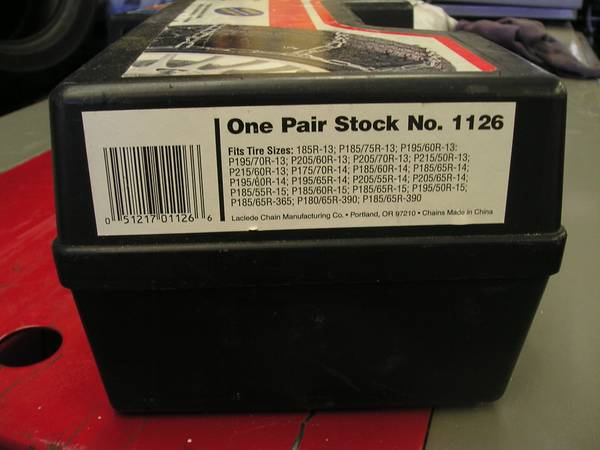 One Pair Stock No. 1126
Fits Tire Sizes: 185R-13; P185/75R-13; P195/60R-13;
P195/70R-13; P205/60R-13; P205/70R-13; P215/50R-13;
P215/60R-13; P175/70R-14; P185/60R-14; P185/65R-14;
P195/60R-14; P195/65R-14; P205/55R-14; P205/65R-14;
P185/55R-15; P185/60R-15; P185/65R-15; P195/50R-15;
P185/65R-365; P180/65R-390; P185/65R-390
Laclede Chain Manufacturing Co. • Portland, OR 97210 • Chains Made in China
0 51217 01126 6